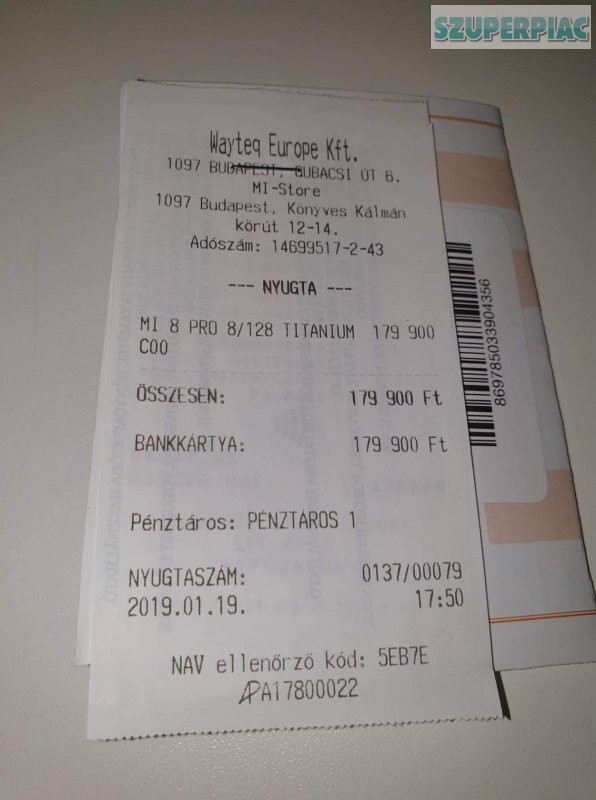 SZUPERPIAC
Wayteq Europe Kft.
1097 BUDAPEST, GUBACSI ÚT 6.
MI-Store
1097 Budapest, Könyves Kálmán
körút 12-14.
Adószám: 14699517-2-43
--- NYUGTA ---
MI 8 PRO 8/128 TITANIUM 179 900
C00
ÖSSZESEN: 179 900 Ft
BANKKÁRTYA: 179 900 Ft
Pénztáros: PÉNZTÁROS 1
NYUGTASZÁM: 0137/00079
2019.01.19. 17:50
NAV ellenőrző kód: 5EB7E
APA17800022
869785033904356